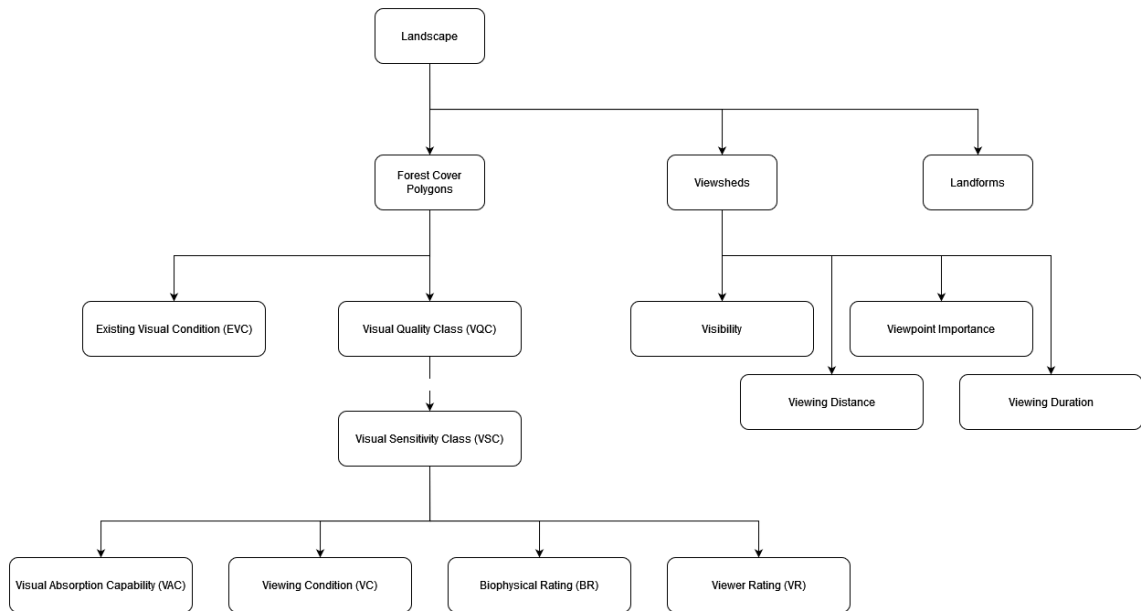 Landscape
Forest Cover
Polygons
Viewsheds
Landforms
Existing Visual Condition (EVC)
Visual Quality Class (VQC)
Visibility
Viewpoint Importance
Viewing Distance
Viewing Duration
Visual Sensitivity Class (VSC)
Visual Absorption Capability (VAC)
Viewing Condition (VC)
Biophysical Rating (BR)
Viewer Rating (VR)